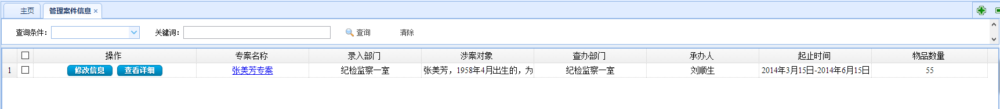 主页 管理案件信息 ×
查询条件： 关键词： 查询 清除
操作 专案名称 录入部门 涉案对象 查办部门 承办人 起止时间 物品数量
1 修改信息 查看详细 张美芳专案 纪检监察一室 张美芳，1958年4月出生的，为 纪检监察一室 刘顺生 2014年3月15日-2014年6月15日 55